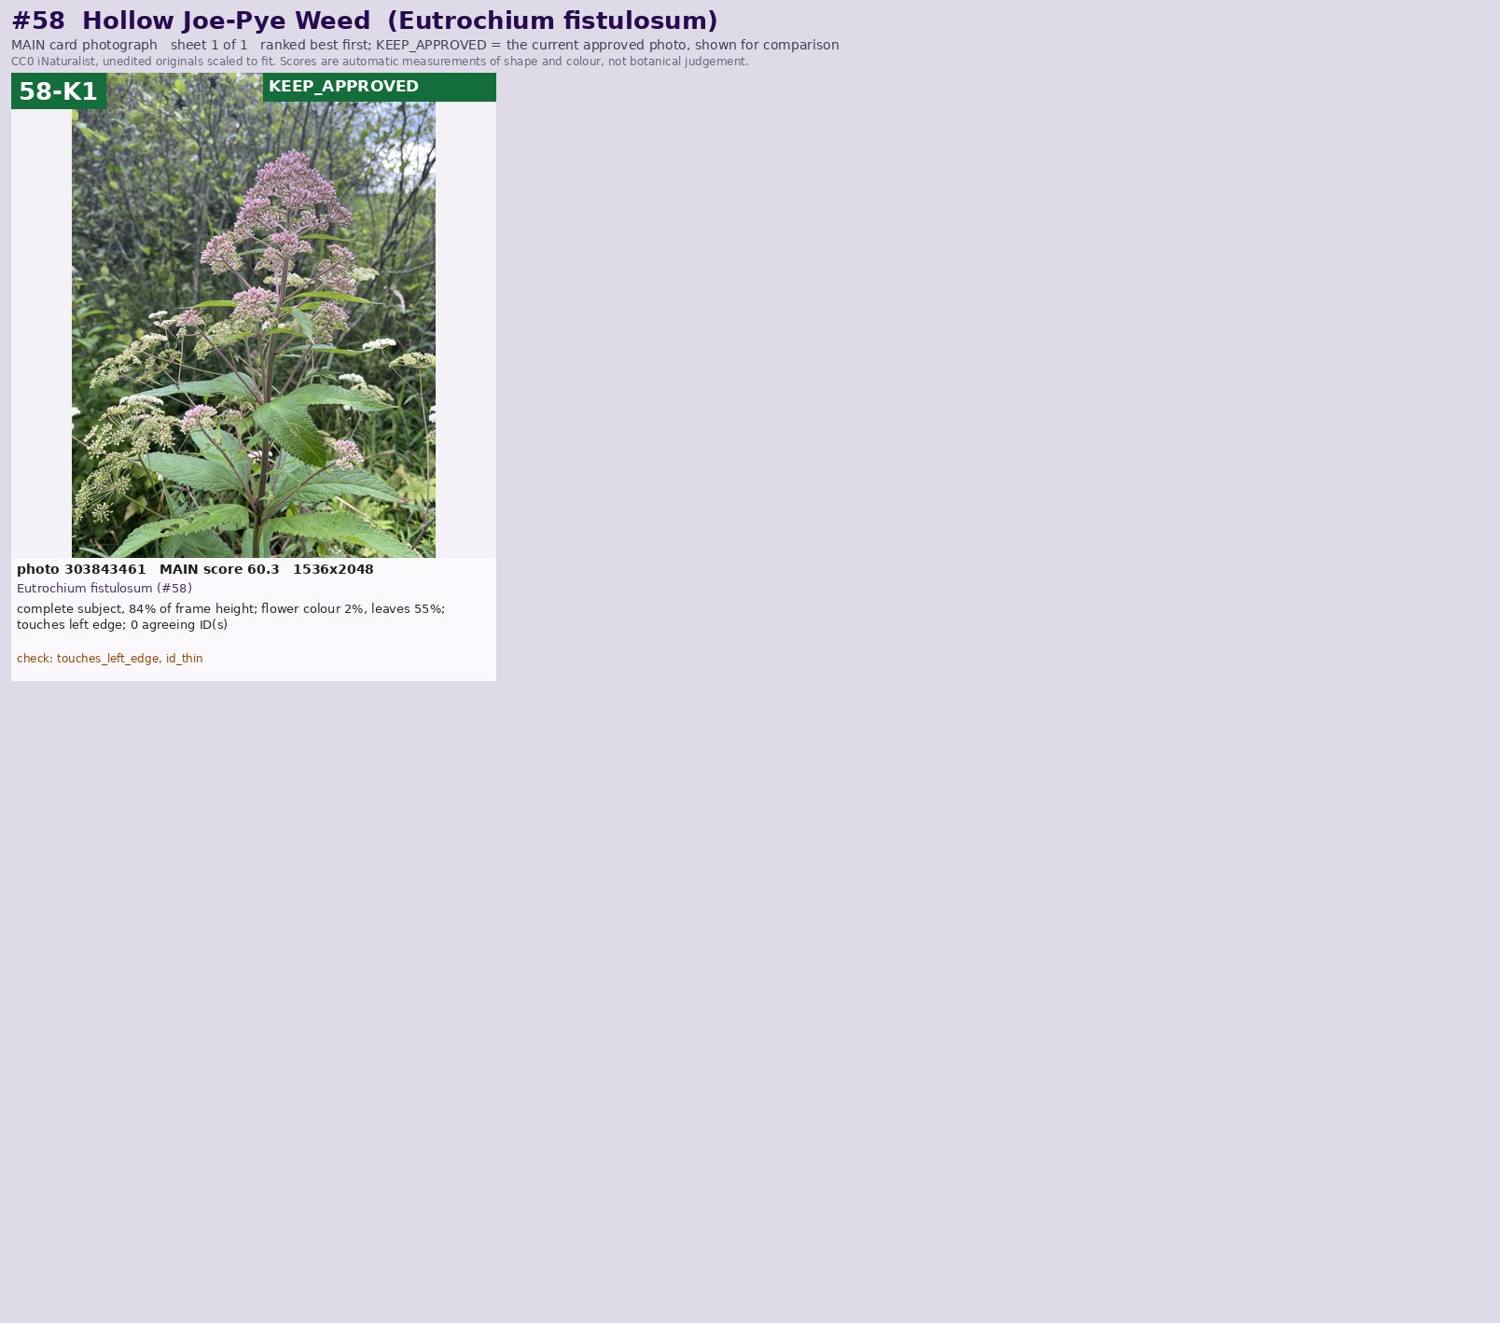 #58 Hollow Joe-Pye Weed (Eutrochium fistulosum)
MAIN card photograph sheet 1 of 1 ranked best first; KEEP_APPROVED = the current approved photo, shown for comparison
CC0 iNaturalist, unedited originals scaled to fit. Scores are automatic measurements of shape and colour, not botanical judgement.
58-K1
KEEP_APPROVED
photo 303843461 MAIN score 60.3 1536x2048
Eutrochium fistulosum (#58)
complete subject, 84% of frame height; flower colour 2%, leaves 55%;
touches left edge; 0 agreeing ID(s)
check: touches_left_edge, id_thin